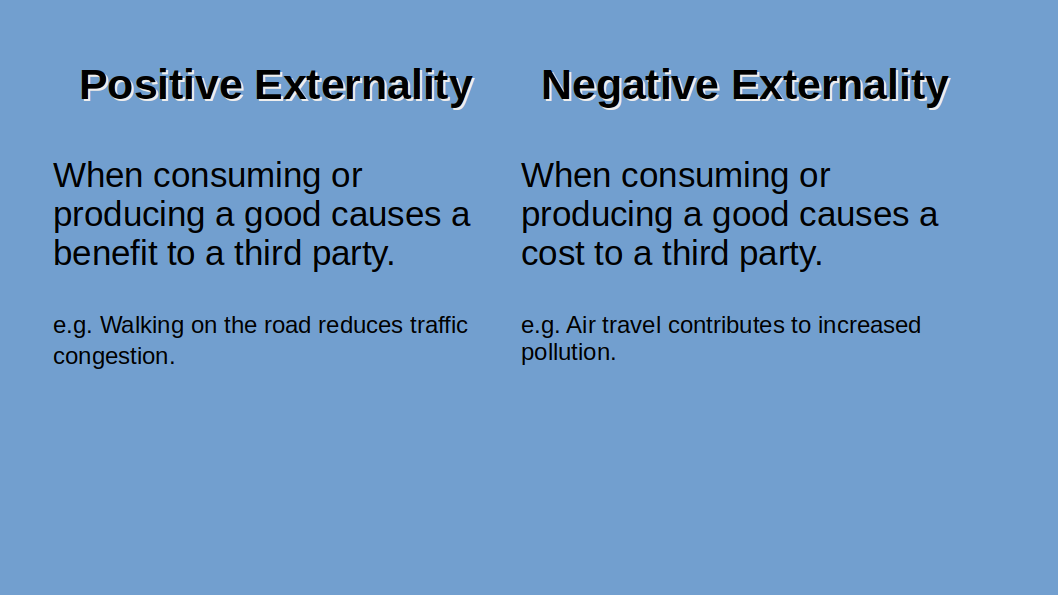 Positive Externality
When consuming or
producing a good causes a
benefit to a third party.
e.g. Walking on the road reduces traffic
congestion.
Negative Externality
When consuming or
producing a good causes a
cost to a third party.
e.g. Air travel contributes to increased
pollution.